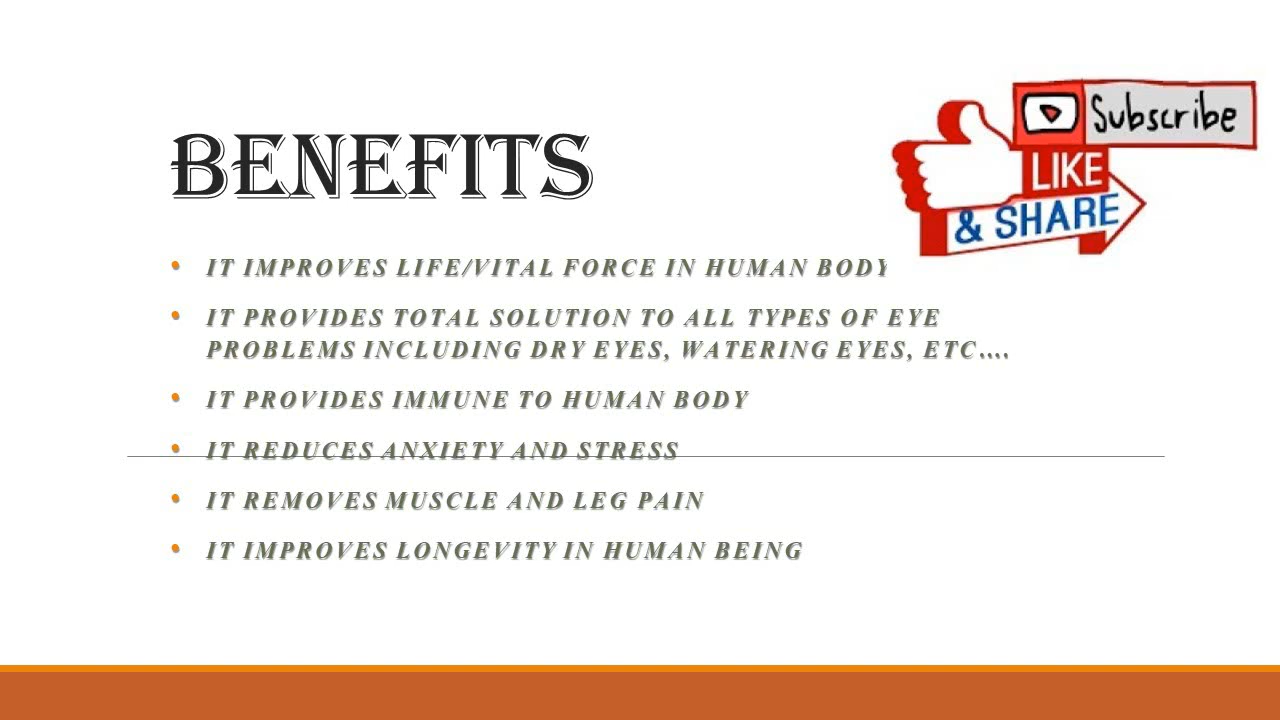 BENEFITS
Subscribe
LIKE
& SHARE
• IT IMPROVES LIFE/VITAL FORCE IN HUMAN BODY
• IT PROVIDES TOTAL SOLUTION TO ALL TYPES OF EYE
PROBLEMS INCLUDING DRY EYES, WATERING EYES, ETC....
• IT PROVIDES IMMUNE TO HUMAN BODY
• IT REDUCES ANXIETY AND STRESS
• IT REMOVES MUSCLE AND LEG PAIN
• IT IMPROVES LONGEVITY IN HUMAN BEING